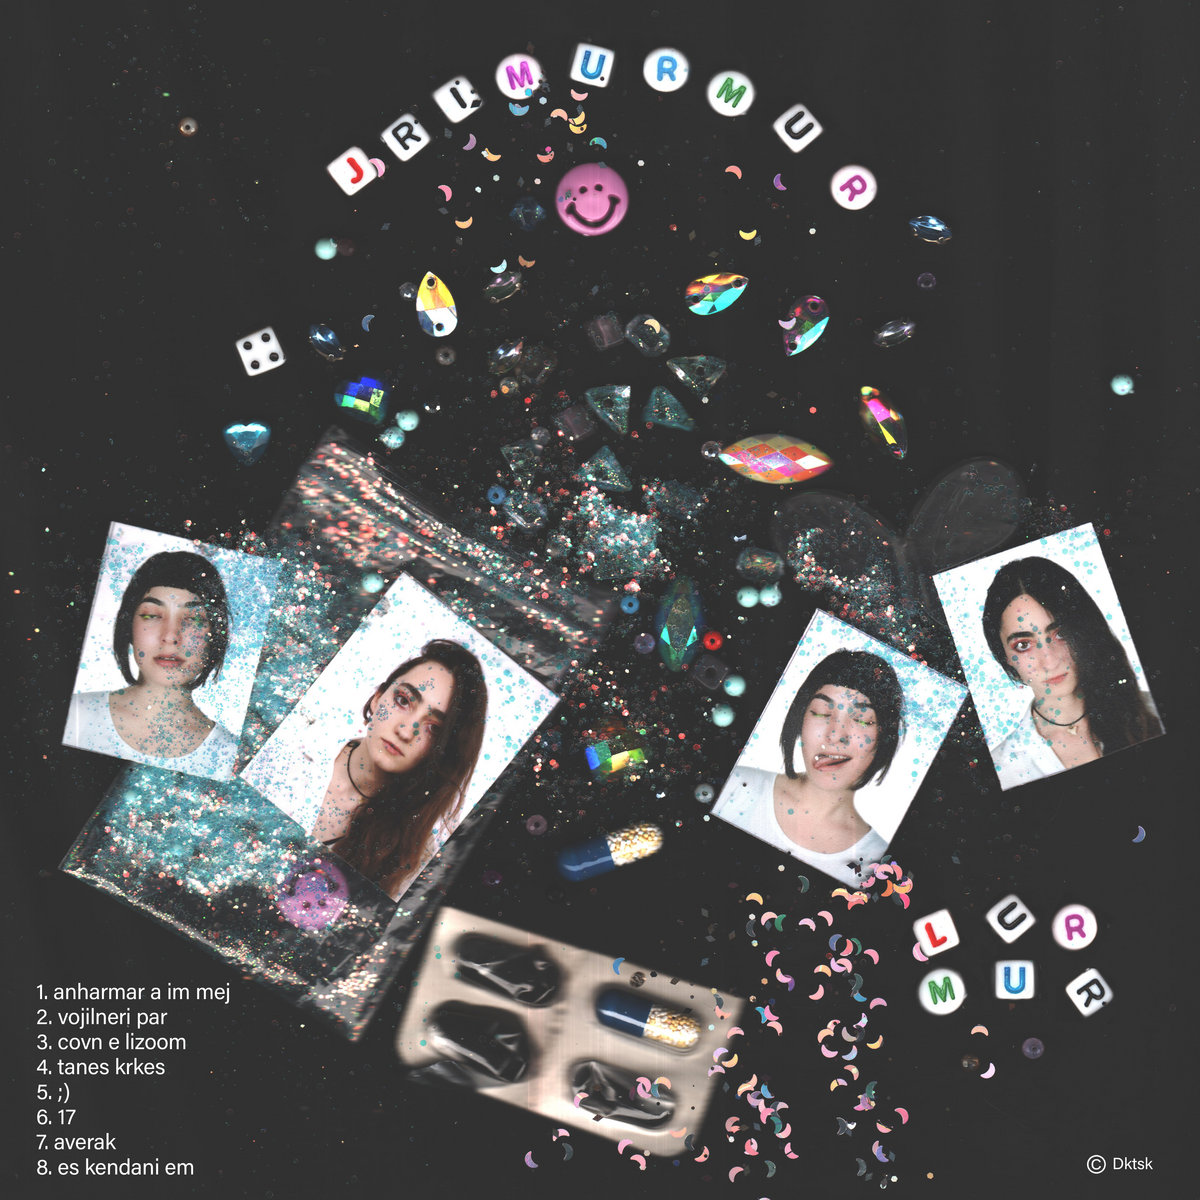 JRIMURMUR
LUR
MUR
1. anharmar a im mej
2. vojilneri par
3. covn e lizoom
4. tanes krkes
5. ;)
6. 17
7. averak
8. es kendani em
© Dktsk